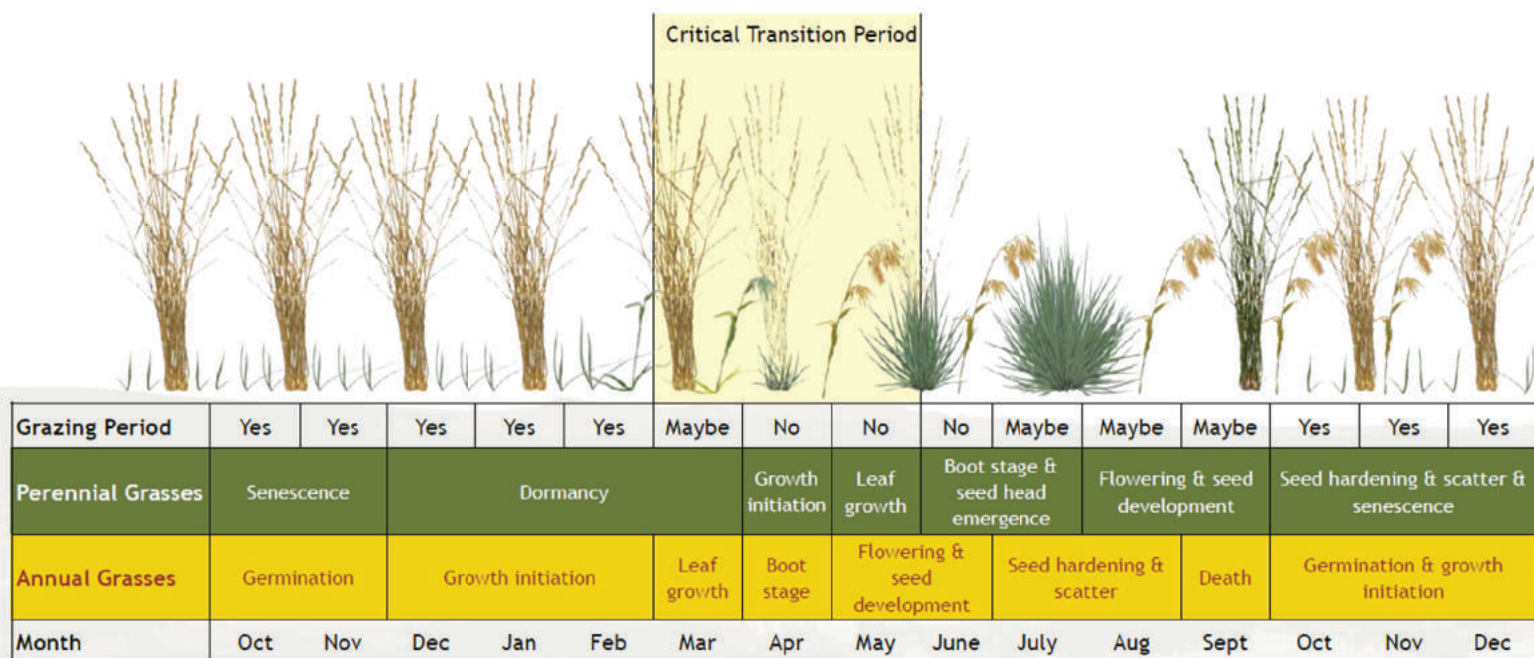 Critical Transition Period
Grazing Period Yes Yes Yes Yes Yes Maybe No No No Maybe Maybe Maybe Yes Yes Yes
Perennial Grasses
Senescence
Dormancy
Growth
initiation
Leaf
growth
Boot stage &
seed head
emergence
Flowering & seed
development
Seed hardening & scatter &
senescence
Annual Grasses
Germination
Growth initiation
Leaf
growth
Boot
stage
Flowering &
seed
development
Seed hardening &
scatter
Death
Germination & growth
initiation
Month Oct Nov Dec Jan Feb Mar Apr May June July Aug Sept Oct Nov Dec